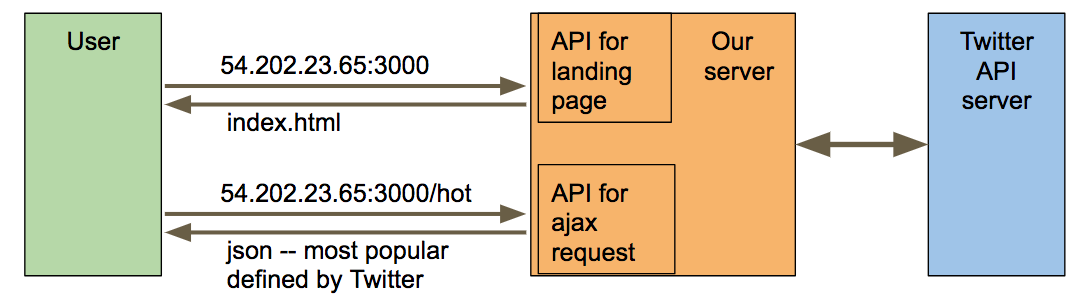 User
54.202.23.65:3000
index.html
54.202.23.65:3000/hot
json -- most popular
defined by Twitter
API for
landing
page
Our
server
API for
ajax
request
Twitter
API
server